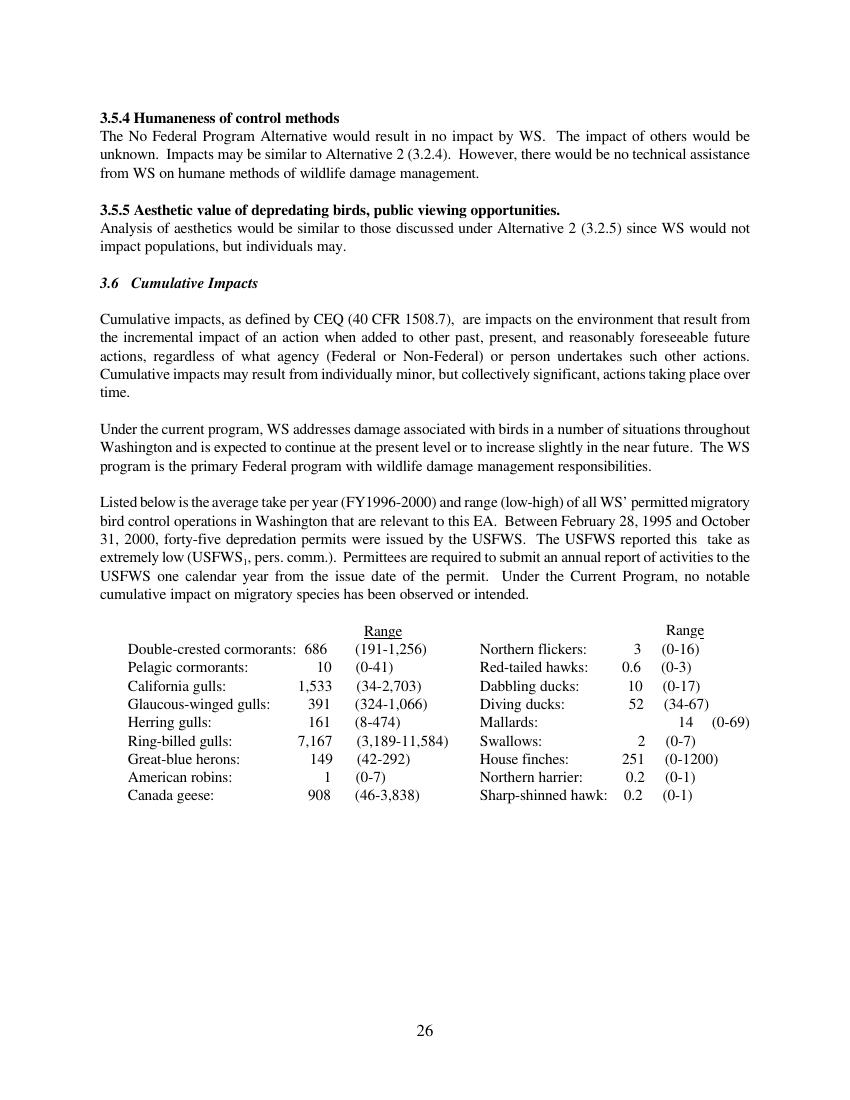 3.5.4 Humaneness of control methods
The No Federal Program Alternative would result in no impact by WS. The impact of others would be
unknown. Impacts may be similar to Alternative 2 (3.2.4). However, there would be no technical assistance
from WS on humane methods of wildlife damage management.
3.5.5 Aesthetic value of depredating birds, public viewing opportunities.
Analysis of aesthetics would be similar to those discussed under Alternative 2 (3.2.5) since WS would not
impact populations, but individuals may.
3.6 Cumulative Impacts
Cumulative impacts, as defined by CEQ (40 CFR 1508.7), are impacts on the environment that result from
the incremental impact of an action when added to other past, present, and reasonably foreseeable future
actions, regardless of what agency (Federal or Non-Federal) or person undertakes such other actions.
Cumulative impacts may result from individually minor, but collectively significant, actions taking place over
time.
Under the current program, WS addresses damage associated with birds in a number of situations throughout
Washington and is expected to continue at the present level or to increase slightly in the near future. The WS
program is the primary Federal program with wildlife damage management responsibilities.
Listed below is the average take per year (FY1996-2000) and range (low-high) of all WS' permitted migratory
bird control operations in Washington that are relevant to this EA. Between February 28, 1995 and October
31, 2000, forty-five depredation permits were issued by the USFWS. The USFWS reported this take as
extremely low (USFWS1, pers. comm.). Permittees are required to submit an annual report of activities to the
USFWS one calendar year from the issue date of the permit. Under the Current Program, no notable
cumulative impact on migratory species has been observed or intended.
Range Range
Double-crested cormorants: 686 (191-1,256) Northern flickers: 3 (0-16)
Pelagic cormorants: 10 (0-41) Red-tailed hawks: 0.6 (0-3)
California gulls: 1,533 (34-2,703) Dabbling ducks: 10 (0-17)
Glaucous-winged gulls: 391 (324-1,066) Diving ducks: 52 (34-67)
Herring gulls: 161 (8-474) Mallards: 14 (0-69)
Ring-billed gulls: 7,167 (3,189-11,584) Swallows: 2 (0-7)
Great-blue herons: 149 (42-292) House finches: 251 (0-1200)
American robins: 1 (0-7) Northern harrier: 0.2 (0-1)
Canada geese: 908 (46-3,838) Sharp-shinned hawk: 0.2 (0-1)
26